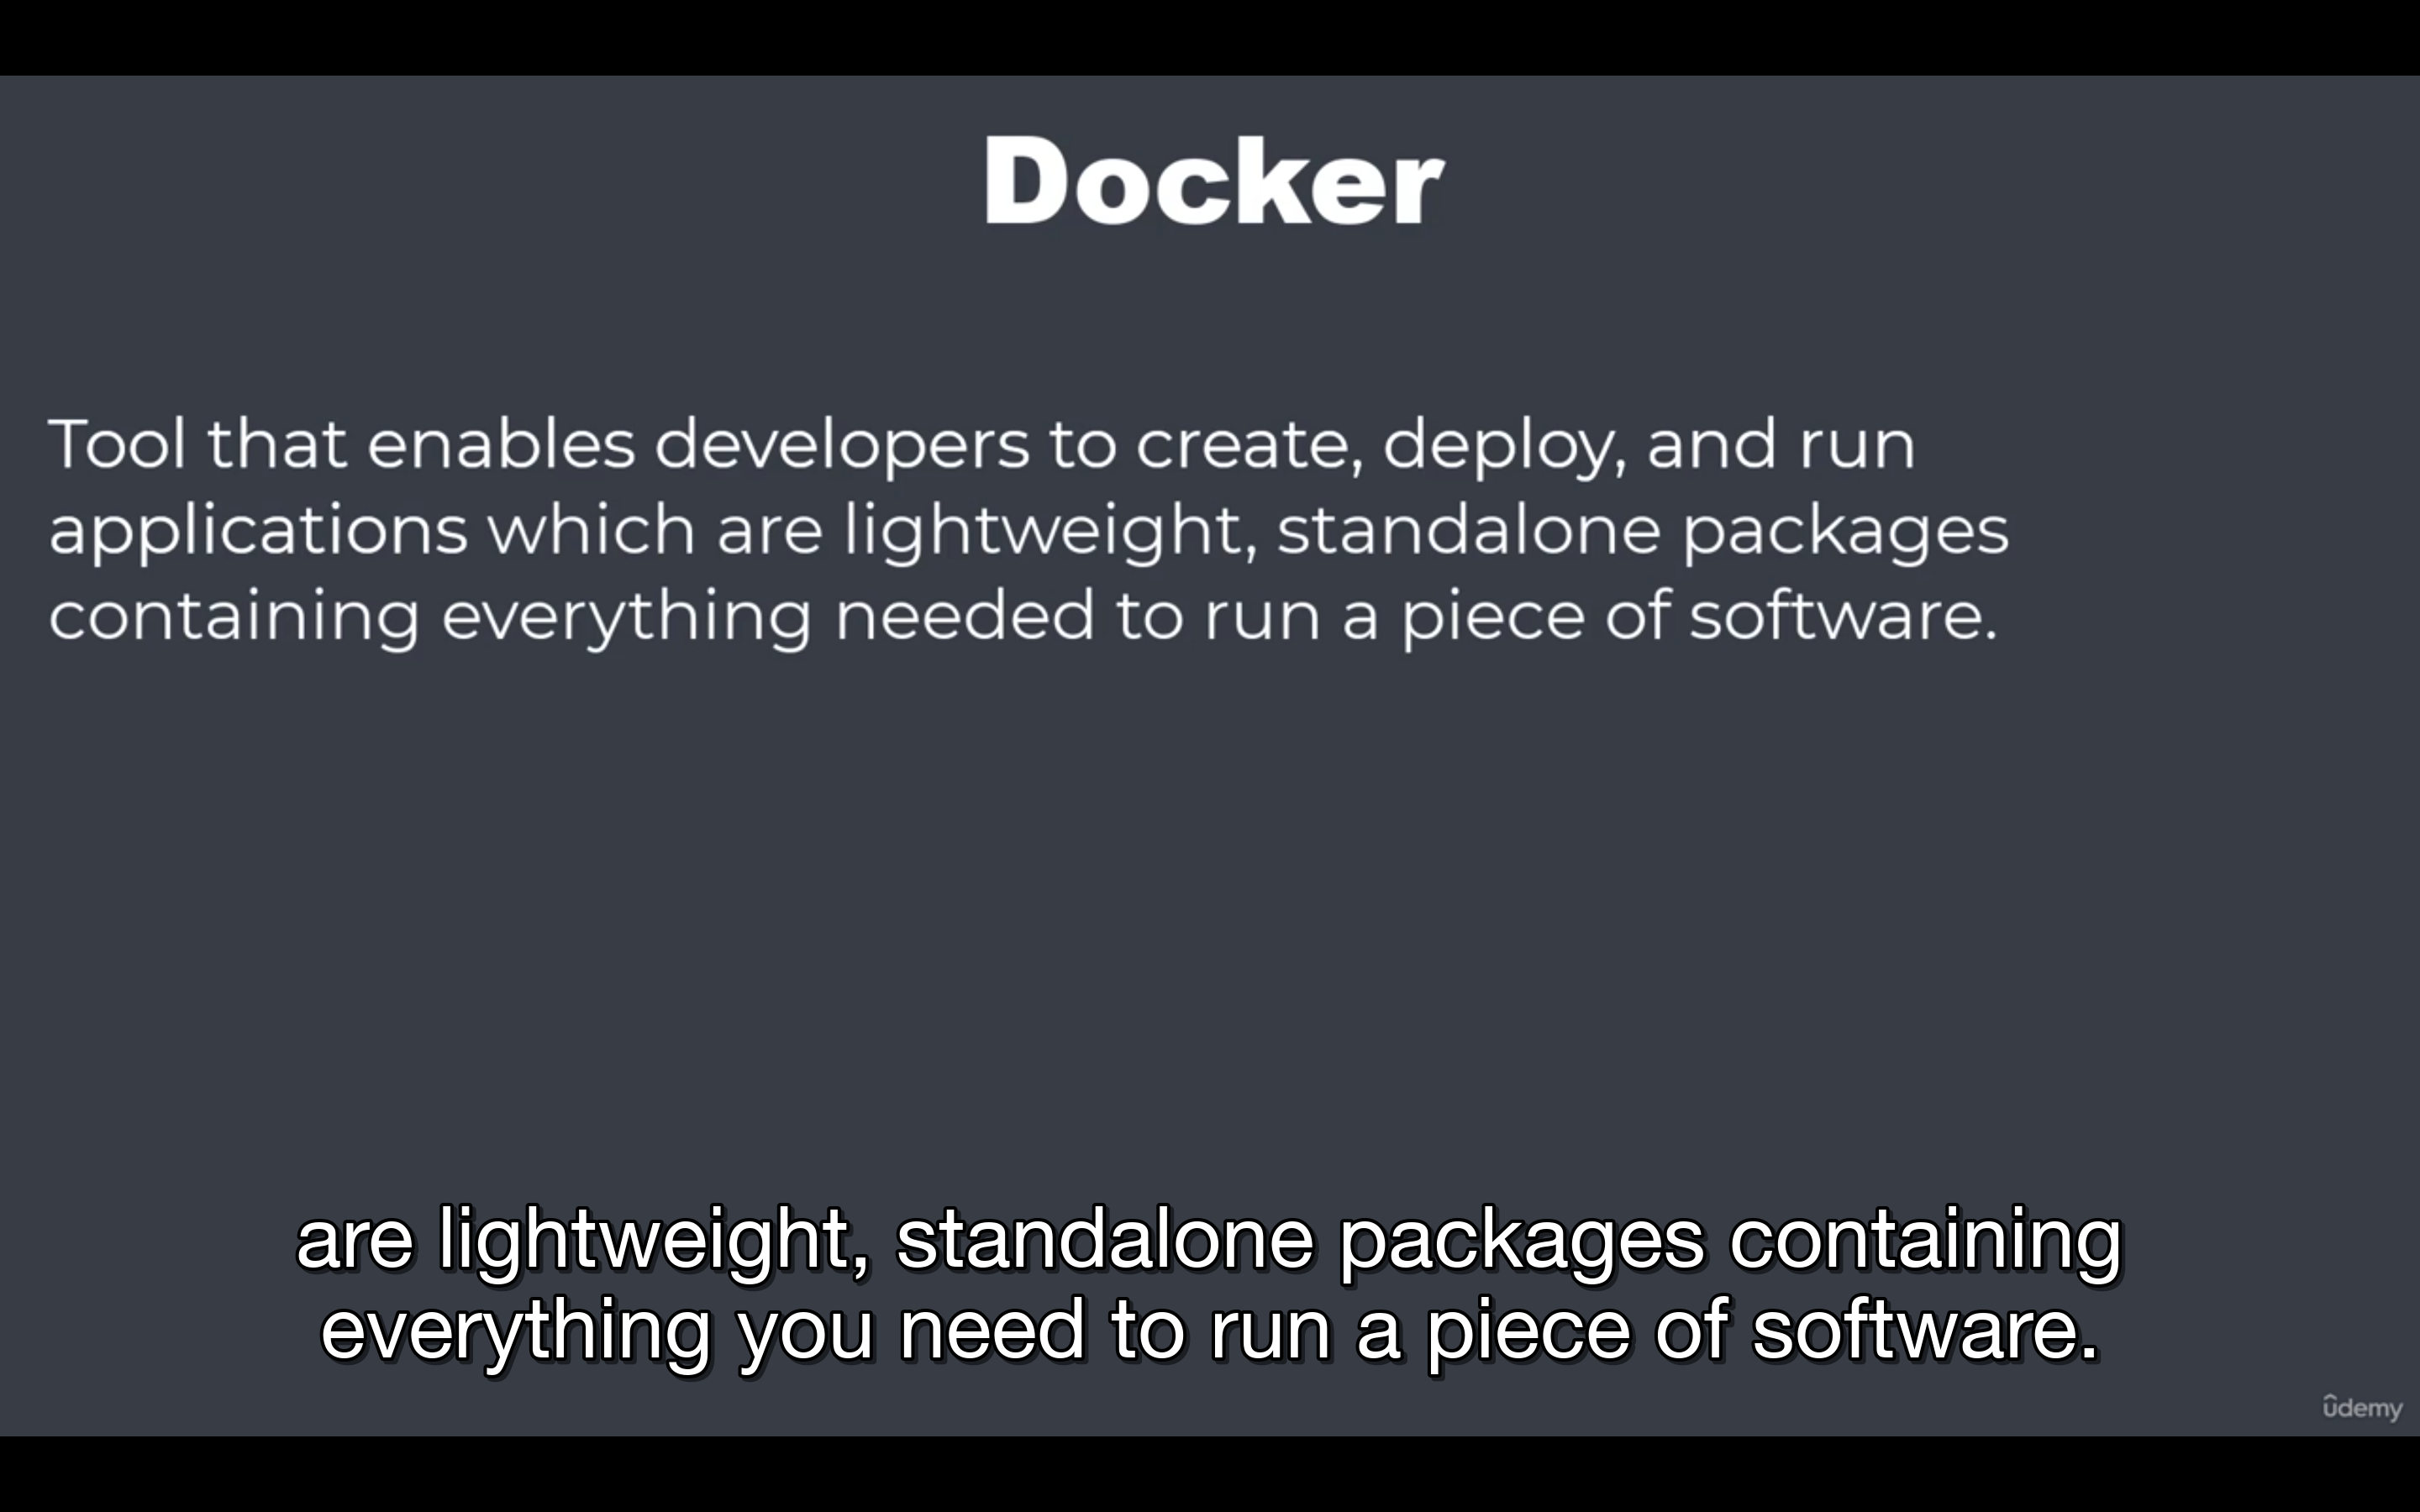 Docker
Tool that enables developers to create, deploy, and run
applications which are lightweight, standalone packages
containing everything needed to run a piece of software.
are lightweight, standalone packages containing
everything you need to run a piece of software.
ûdemy